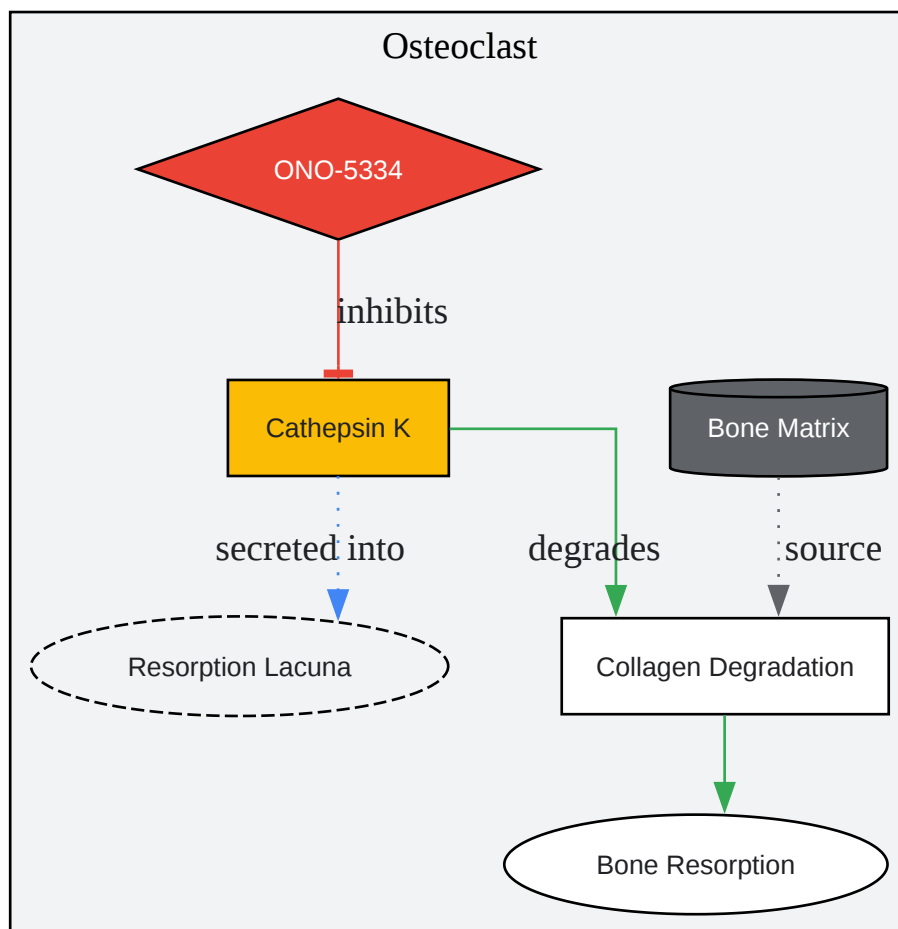 Osteoclast
ONO-5334
inhibits
Cathepsin K
Bone Matrix
secreted into
degrades
source
Resorption Lacuna
Collagen Degradation
Bone Resorption